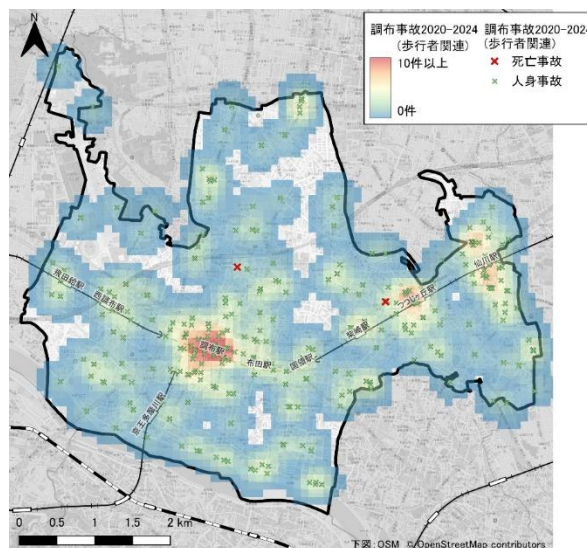 N
調布事故2020-2024
(歩行者関連)
10件以上
0件
調布事故2020-2024
(歩行者関連)
死亡事故
人身事故
飛田給駅
西調布駅
調布駅
布田駅
国領駅
柴崎駅
つつじヶ丘駅
仙川駅
京王多摩川駅
0 0.5 1 1.5 2 km
下図:OSM ©OpenStreetMap contributors